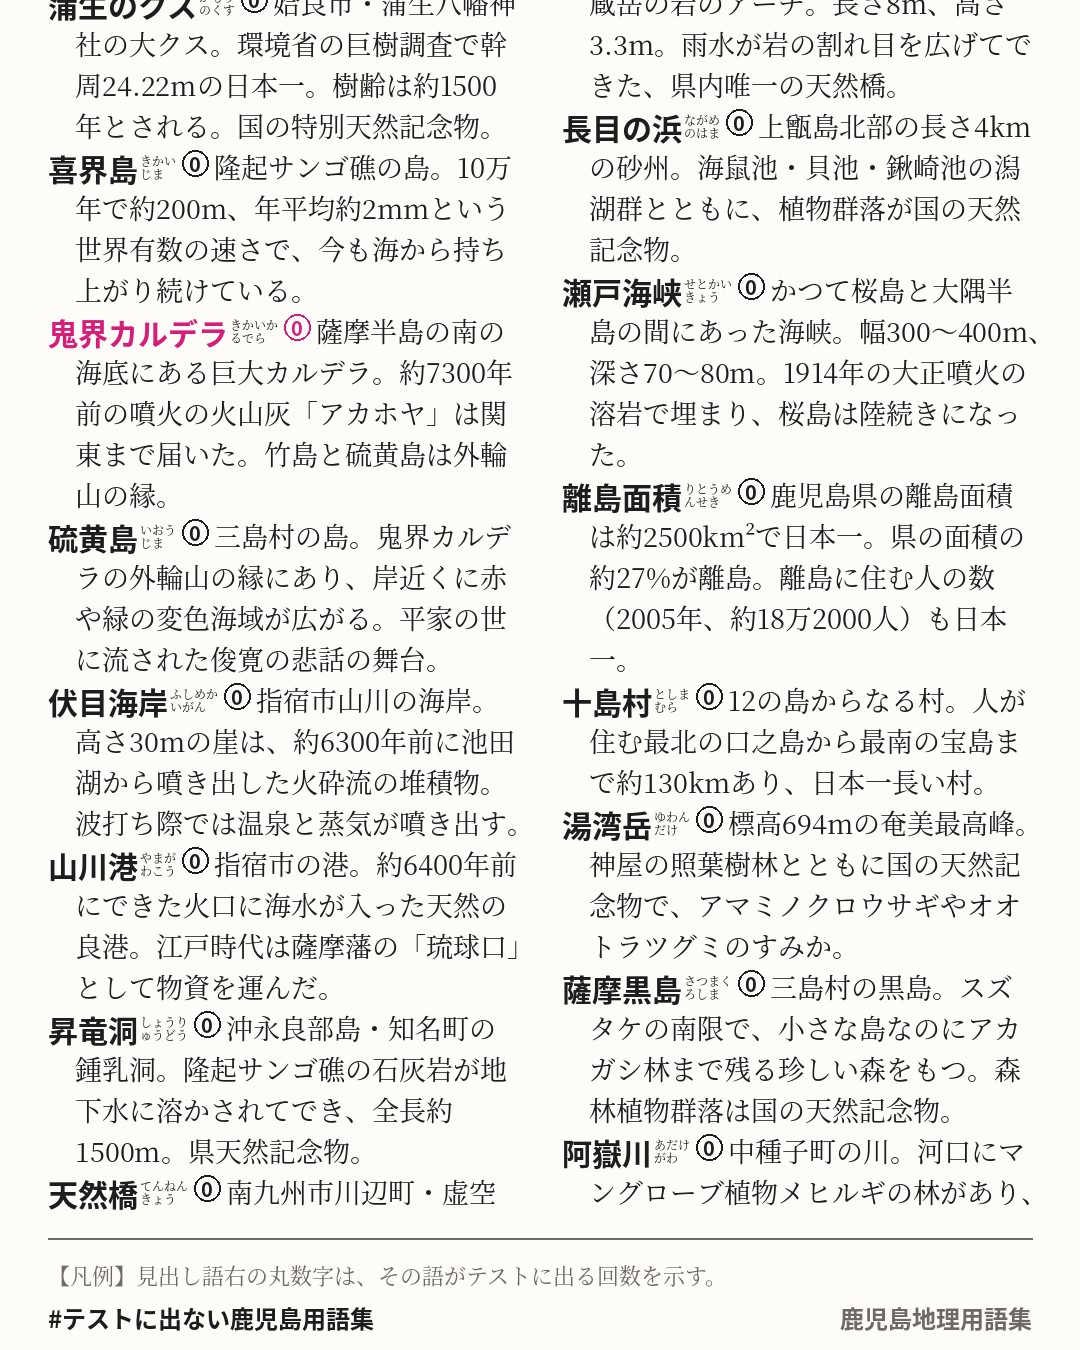 蒲生のクス がもう のくす ⓪ 姶良市・蒲生八幡神
社の大クス。環境省の巨樹調査で幹
周24.22mの日本一。樹齢は約1500
年とされる。国の特別天然記念物。
喜界島 きかい じま ⓪ 隆起サンゴ礁の島。10万
年で約200m、年平均約2mmという
世界有数の速さで、今も海から持ち
上がり続けている。
鬼界カルデラ きかいか るでら ⓪ 薩摩半島の南の
海底にある巨大カルデラ。約7300年
前の噴火の火山灰「アカホヤ」は関
東まで届いた。竹島と硫黄島は外輪
山の縁。
硫黄島 いおう じま ⓪ 三島村の島。鬼界カルデ
ラの外輪山の縁にあり、岸近くに赤
や緑の変色海域が広がる。平家の世
に流された俊寛の悲話の舞台。
伏目海岸 ふしめか いがん ⓪ 指宿市山川の海岸。
高さ30mの崖は、約6300年前に池田
湖から噴き出した火砕流の堆積物。
波打ち際では温泉と蒸気が噴き出す。
山川港 やまが わこう ⓪ 指宿市の港。約6400年前
にできた火口に海水が入った天然の
良港。江戸時代は薩摩藩の「琉球口」
として物資を運んだ。
昇竜洞 しょうり ゅうどう ⓪ 沖永良部島・知名町の
鍾乳洞。隆起サンゴ礁の石灰岩が地
下水に溶かされてでき、全長約
1500m。県天然記念物。
天然橋 てんねん きょう ⓪ 南九州市川辺町・虚空
蔵岳の岩のアーチ。長さ8m、高さ
3.3m。雨水が岩の割れ目を広げてで
きた、県内唯一の天然橋。
長目の浜 ながめ のはま ⓪ 上甑島北部の長さ4km
の砂州。海鼠池・貝池・鍬崎池の潟
湖群とともに、植物群落が国の天然
記念物。
瀬戸海峡 せとかい きょう ⓪ かつて桜島と大隅半
島の間にあった海峡。幅300〜400m、
深さ70〜80m。1914年の大正噴火の
溶岩で埋まり、桜島は陸続きになっ
た。
離島面積 りとうめ んせき ⓪ 鹿児島県の離島面積
は約2500km²で日本一。県の面積の
約27%が離島。離島に住む人の数
（2005年、約18万2000人）も日本
一。
十島村 としま むら ⓪ 12の島からなる村。人が
住む最北の口之島から最南の宝島ま
で約130kmあり、日本一長い村。
湯湾岳 ゆわん だけ ⓪ 標高694mの奄美最高峰。
神屋の照葉樹林とともに国の天然記
念物で、アマミノクロウサギやオオ
トラツグミのすみか。
薩摩黒島 さつまく ろしま ⓪ 三島村の黒島。スズ
タケの南限で、小さな島なのにアカ
ガシ林まで残る珍しい森をもつ。森
林植物群落は国の天然記念物。
阿嶽川 あだけ がわ ⓪ 中種子町の川。河口にマ
ングローブ植物メヒルギの林があり、
【凡例】見出し語右の丸数字は、その語がテストに出る回数を示す。
#テストに出ない鹿児島用語集
鹿児島地理用語集